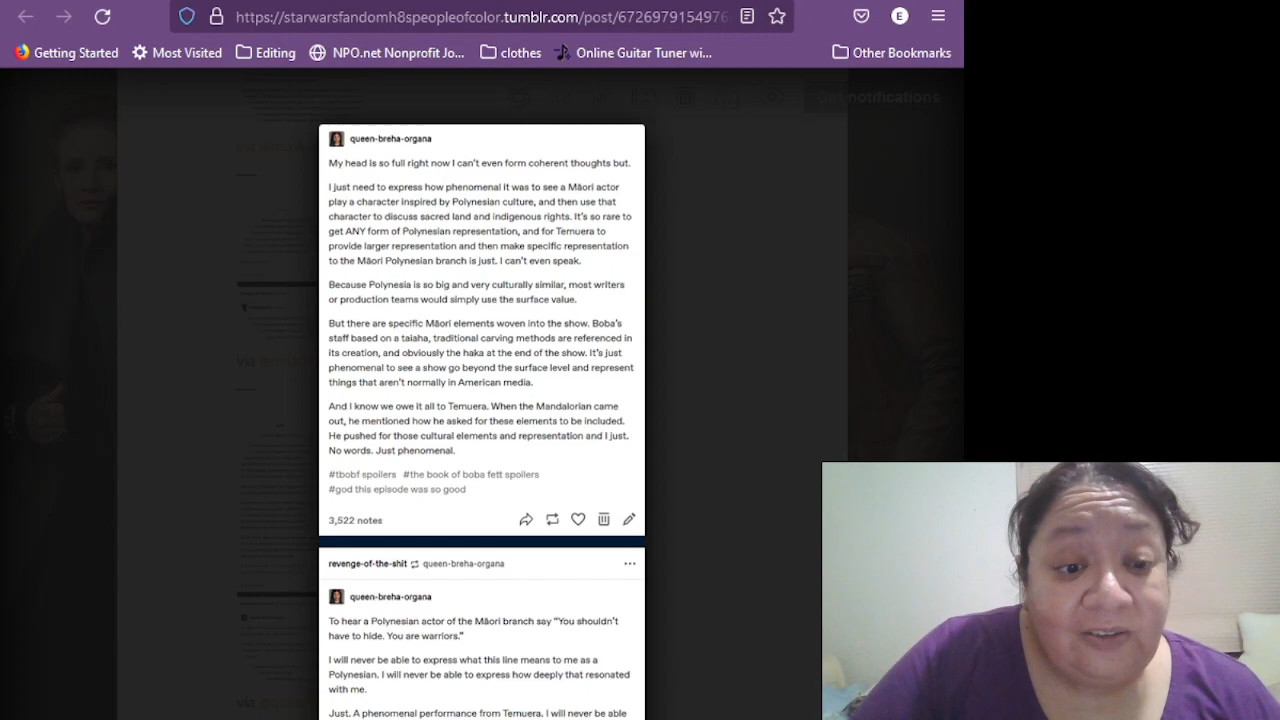 https://starwarsfandomh8speopleofcolor.tumblr.com/post/6726979154976
E
Getting Started Most Visited Editing NPO.net Nonprofit Jo... clothes Online Guitar Tuner wi... Other Bookmarks
Get notifications
queen-breha-organa
My head is so full right now I can't even form coherent thoughts but.
I just need to express how phenomenal it was to see a Māori actor
play a character inspired by Polynesian culture, and then use that
character to discuss sacred land and indigenous rights. It's so rare to
get ANY form of Polynesian representation, and for Temuera to
provide larger representation and then make specific representation
to the Māori Polynesian branch is just. I can't even speak.
Because Polynesia is so big and very culturally similar, most writers
or production teams would simply use the surface value.
But there are specific Māori elements woven into the show. Boba's
staff based on a taiaha, traditional carving methods are referenced in
its creation, and obviously the haka at the end of the show. It's just
phenomenal to see a show go beyond the surface level and represent
things that aren't normally in American media.
And I know we owe it all to Temuera. When the Mandalorian came
out, he mentioned how he asked for these elements to be included.
He pushed for those cultural elements and representation and I just.
No words. Just phenomenal.
#tbobf spoilers #the book of boba fett spoilers
#god this episode was so good
3,522 notes
revenge-of-the-shit queen-breha-organa
queen-breha-organa
To hear a Polynesian actor of the Māori branch say "You shouldn't
have to hide. You are warriors."
I will never be able to express what this line means to me as a
Polynesian. I will never be able to express how deeply that resonated
with me.
Just. A phenomenal performance from Temuera. I will never be able